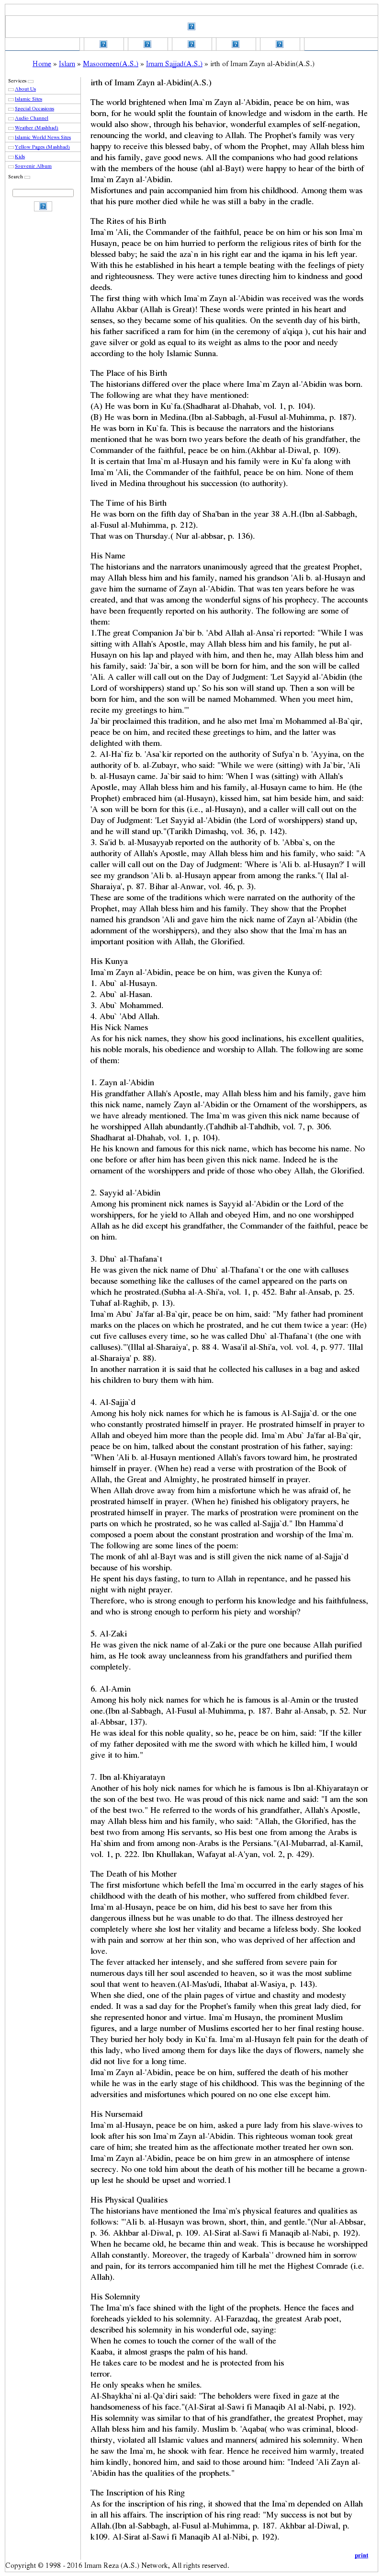 Home » Islam » Masoomeen(A.S.) » Imam Sajjad(A.S.) » irth of Imam Zayn al-Abidin(A.S.)
Services :::.
About Us
Islamic Sites
Special Occasions
Audio Channel
Weather (Mashhad)
Islamic World News Sites
Yellow Pages (Mashhad)
Kids
Souvenir Album
Search :::.
irth of Imam Zayn al-Abidin(A.S.)
The world brightened when Ima`m Zayn al-'Abidin, peace be on him, was
born, for he would split the fountains of knowledge and wisdom in the earth. He
would also show, through his behavior, wonderful examples of self-negation,
renouncing the world, and cleaving to Allah. The Prophet's family was very
happy with this blessed baby, of whom the Prophet, may Allah bless him and his
family, had given good news. All the people who had good relations
with the members of the house (ahl al-Bayt) were happy to hear of the birth of
Ima`m Zayn al-'Abidin.
Misfortunes and pain accompanied him from his childhood. Among them was
that his pure mother died while he was still a baby in the cradle.
The Rites of his Birth
Ima`m 'Ali, the Commander of the faithful, peace be on him or his son Ima`m
Husayn, peace be on him hurried to perform the religious rites of birth for the
blessed baby; he said the aza`n in his right ear and the iqama in his left year.
With this he established in his heart a temple beating with the feelings of piety
and righteousness. They were active tunes directing him to kindness and good
deeds.
The first thing with which Ima`m Zayn al-'Abidin was received was the words
Allahu Akbar (Allah is Great)! These words were printed in his heart and
senses, so they became some of his qualities. On the seventh day of his birth,
his father sacrificed a ram for him (in the ceremony of a'qiqa ), cut his hair and
gave silver or gold as equal to its weight as alms to the poor and needy
according to the holy Islamic Sunna.
The Place of his Birth
The historians differed over the place where Ima`m Zayn al-'Abidin was born.
The following are what they have mentioned:
(A) He was born in Ku`fa.(Shadharat al-Dhahab, vol. 1, p. 104).
(B) He was born in Medina.(Ibn al-Sabbagh, al-Fusul al-Muhimma, p. 187).
He was born in Ku`fa. This is because the narrators and the historians
mentioned that he was born two years before the death of his grandfather, the
Commander of the faithful, peace be on him.(Akhbar al-Diwal, p. 109).
It is certain that Ima`m al-Husayn and his family were in Ku`fa along with
Ima`m 'Ali, the Commander of the faithful, peace be on him. None of them
lived in Medina throughout his succession (to authority).
The Time of his Birth
He was born on the fifth day of Sha'ban in the year 38 A.H.(Ibn al-Sabbagh,
al-Fusul al-Muhimma, p. 212).
That was on Thursday.( Nur al-abbsar, p. 136).
His Name
The historians and the narrators unanimously agreed that the greatest Prophet,
may Allah bless him and his family, named his grandson 'Ali b. al-Husayn and
gave him the surname of Zayn al-'Abidin. That was ten years before he was
created, and that was among the wonderful signs of his prophecy. The accounts
have been frequently reported on his authority. The following are some of
them:
1.The great Companion Ja`bir b. 'Abd Allah al-Ansa`ri reported: "While I was
sitting with Allah's Apostle, may Allah bless him and his family, he put al-
Husayn on his lap and played with him, and then he, may Allah bless him and
his family, said: 'Ja`bir, a son will be born for him, and the son will be called
'Ali. A caller will call out on the Day of Judgment: 'Let Sayyid al-'Abidin (the
Lord of worshippers) stand up.' So his son will stand up. Then a son will be
born for him, and the son will be named Mohammed. When you meet him,
recite my greetings to him.'"
Ja`bir proclaimed this tradition, and he also met Ima`m Mohammed al-Ba`qir,
peace be on him, and recited these greetings to him, and the latter was
delighted with them.
2. Al-Ha`fiz b. 'Asa`kir reported on the authority of Sufya`n b. 'Ayyina, on the
authority of b. al-Zubayr, who said: "While we were (sitting) with Ja`bir, 'Ali
b. al-Husayn came. Ja`bir said to him: 'When I was (sitting) with Allah's
Apostle, may Allah bless him and his family, al-Husayn came to him. He (the
Prophet) embraced him (al-Husayn), kissed him, sat him beside him, and said:
'A son will be born for this (i.e., al-Husayn), and a caller will call out on the
Day of Judgment: 'Let Sayyid al-'Abidin (the Lord of worshippers) stand up,
and he will stand up."(Tarikh Dimashq, vol. 36, p. 142).
3. Sa'id b. al-Musayyab reported on the authority of b. 'Abba`s, on the
authority of Allah's Apostle, may Allah bless him and his family, who said: "A
caller will call out on the Day of Judgment: 'Where is 'Ali b. al-Husayn?' I will
see my grandson 'Ali b. al-Husayn appear from among the ranks."( Ilal al-
Sharaiya', p. 87. Bihar al-Anwar, vol. 46, p. 3).
These are some of the traditions which were narrated on the authority of the
Prophet, may Allah bless him and his family. They show that the Prophet
named his grandson 'Ali and gave him the nick name of Zayn al-'Abidin (the
adornment of the worshippers), and they also show that the Ima`m has an
important position with Allah, the Glorified.
His Kunya
Ima`m Zayn al-'Abidin, peace be on him, was given the Kunya of:
1. Abu` al-Husayn.
2. Abu` al-Hasan.
3. Abu` Mohammed.
4. Abu` 'Abd Allah.
His Nick Names
As for his nick names, they show his good inclinations, his excellent qualities,
his noble morals, his obedience and worship to Allah. The following are some
of them:
1. Zayn al-'Abidin
His grandfather Allah's Apostle, may Allah bless him and his family, gave him
this nick name, namely Zayn al-'Abidin or the Ornament of the worshippers, as
we have already mentioned. The Ima`m was given this nick name because of
he worshipped Allah abundantly.(Tahdhib al-Tahdhib, vol. 7, p. 306.
Shadharat al-Dhahab, vol. 1, p. 104).
He his known and famous for this nick name, which has become his name. No
one before or after him has been given this nick name. Indeed he is the
ornament of the worshippers and pride of those who obey Allah, the Glorified.
2. Sayyid al-'Abidin
Among his prominent nick names is Sayyid al-'Abidin or the Lord of the
worshippers, for he yield to Allah and obeyed Him, and no one worshipped
Allah as he did except his grandfather, the Commander of the faithful, peace be
on him.
3. Dhu` al-Thafana`t
He was given the nick name of Dhu` al-Thafana`t or the one with calluses
because something like the calluses of the camel appeared on the parts on
which he prostrated.(Subha al-A-Shi'a, vol. 1, p. 452. Bahr al-Ansab, p. 25.
Tuhaf al-Raghib, p. 13).
Ima`m Abu` Ja'far al-Ba`qir, peace be on him, said: "My father had prominent
marks on the places on which he prostrated, and he cut them twice a year: (He)
cut five calluses every time, so he was called Dhu` al-Thafana`t (the one with
calluses)."'(Illal al-Sharaiya', p. 88 4. Wasa'il al-Shi'a, vol. vol. 4, p. 977. 'Illal
al-Sharaiya' p. 88).
In another narration it is said that he collected his calluses in a bag and asked
his children to bury them with him.
4. Al-Sajja`d
Among his holy nick names for which he is famous is Al-Sajja`d. or the one
who constantly prostrated himself in prayer. He prostrated himself in prayer to
Allah and obeyed him more than the people did. Ima`m Abu` Ja`far al-Ba`qir,
peace be on him, talked about the constant prostration of his father, saying:
"When 'Ali b. al-Husayn mentioned Allah's favors toward him, he prostrated
himself in prayer. (When he) read a verse with prostration of the Book of
Allah, the Great and Almighty, he prostrated himself in prayer.
When Allah drove away from him a misfortune which he was afraid of, he
prostrated himself in prayer. (When he) finished his obligatory prayers, he
prostrated himself in prayer. The marks of prostration were prominent on the
parts on which he prostrated, so he was called al-Sajja`d." Ibn Hamma`d
composed a poem about the constant prostration and worship of the Ima`m.
The following are some lines of the poem:
The monk of ahl al-Bayt was and is still given the nick name of al-Sajja`d
because of his worship.
He spent his days fasting, to turn to Allah in repentance, and he passed his
night with night prayer.
Therefore, who is strong enough to perform his knowledge and his faithfulness,
and who is strong enough to perform his piety and worship?
5. Al-Zaki
He was given the nick name of al-Zaki or the pure one because Allah purified
him, as He took away uncleanness from his grandfathers and purified them
completely.
6. Al-Amin
Among his holy nick names for which he is famous is al-Amin or the trusted
one.(Ibn al-Sabbagh, Al-Fusul al-Muhimma, p. 187. Bahr al-Ansab, p. 52. Nur
al-Abbsar, 137).
He was ideal for this noble quality, so he, peace be on him, said: "If the killer
of my father deposited with me the sword with which he killed him, I would
give it to him."
7. Ibn al-Khiyaratayn
Another of his holy nick names for which he is famous is Ibn al-Khiyaratayn or
the son of the best two. He was proud of this nick name and said: "I am the son
of the best two." He referred to the words of his grandfather, Allah's Apostle,
may Allah bless him and his family, who said: "Allah, the Glorified, has the
best two from among His servants, so His best one from among the Arabs is
Ha`shim and from among non-Arabs is the Persians."(Al-Mubarrad, al-Kamil,
vol. 1, p. 222. Ibn Khullakan, Wafayat al-A'yan, vol. 2, p. 429).
The Death of his Mother
The first misfortune which befell the Ima`m occurred in the early stages of his
childhood with the death of his mother, who suffered from childbed fever.
Ima`m al-Husayn, peace be on him, did his best to save her from this
dangerous illness but he was unable to do that. The illness destroyed her
completely where she lost her vitality and became a lifeless body. She looked
with pain and sorrow at her thin son, who was deprived of her affection and
love.
The fever attacked her intensely, and she suffered from severe pain for
numerous days till her soul ascended to heaven, so it was the most sublime
soul that went to heaven.(Al-Mas'udi, Ithabat al-Wasiya, p. 143).
When she died, one of the plain pages of virtue and chastity and modesty
ended. It was a sad day for the Prophet's family when this great lady died, for
she represented honor and virtue. Ima`m Husayn, the prominent Muslim
figures, and a large number of Muslims escorted her to her final resting house.
They buried her holy body in Ku`fa. Ima`m al-Husayn felt pain for the death of
this lady, who lived among them for days like the days of flowers, namely she
did not live for a long time.
Ima`m Zayn al-'Abidin, peace be on him, suffered the death of his mother
while he was in the early stage of his childhood. This was the beginning of the
adversities and misfortunes which poured on no one else except him.
His Nursemaid
Ima`m al-Husayn, peace be on him, asked a pure lady from his slave-wives to
look after his son Ima`m Zayn al-'Abidin. This righteous woman took great
care of him; she treated him as the affectionate mother treated her own son.
Ima`m Zayn al-'Abidin, peace be on him grew in an atmosphere of intense
secrecy. No one told him about the death of his mother till he became a grown-
up lest he should be upset and worried.1
His Physical Qualities
The historians have mentioned the Ima`m's physical features and qualities as
follows: "'Ali b. al-Husayn was brown, short, thin, and gentle."(Nur al-Abbsar,
p. 36. Akhbar al-Diwal, p. 109. Al-Sirat al-Sawi fi Manaqib al-Nabi, p. 192).
When he became old, he became thin and weak. This is because he worshipped
Allah constantly. Moreover, the tragedy of Karbala`' drowned him in sorrow
and pain, for its terrors accompanied him till he met the Highest Comrade (i.e.
Allah).
His Solemnity
The Ima`m's face shined with the light of the prophets. Hence the faces and
foreheads yielded to his solemnity. Al-Farazdaq, the greatest Arab poet,
described his solemnity in his wonderful ode, saying:
When he comes to touch the corner of the wall of the
Kaaba, it almost grasps the palm of his hand.
He takes care to be modest and he is protected from his
terror.
He only speaks when he smiles.
Al-Shaykha`ni al-Qa`diri said: "The beholders were fixed in gaze at the
handsomeness of his face."(Al-Sirat al-Sawi fi Manaqib Al al-Nabi, p. 192).
His solemnity was similar to that of his grandfather, the greatest Prophet, may
Allah bless him and his family. Muslim b. 'Aqaba( who was criminal, blood-
thirsty, violated all Islamic values and manners( admired his solemnity. When
he saw the Ima`m, he shook with fear. Hence he received him warmly, treated
him kindly, honored him, and said to those around him: "Indeed 'Ali Zayn al-
'Abidin has the qualities of the prophets."
The Inscription of his Ring
As for the inscription of his ring, it showed that the Ima`m depended on Allah
in all his affairs. The inscription of his ring read: "My success is not but by
Allah.(Ibn al-Sabbagh, al-Fusul al-Muhimma, p. 187. Akhbar al-Diwal, p.
k109. Al-Sirat al-Sawi fi Manaqib Al al-Nibi, p. 192).
print
Copyright © 1998 - 2016 Imam Reza (A.S.) Network, All rights reserved.